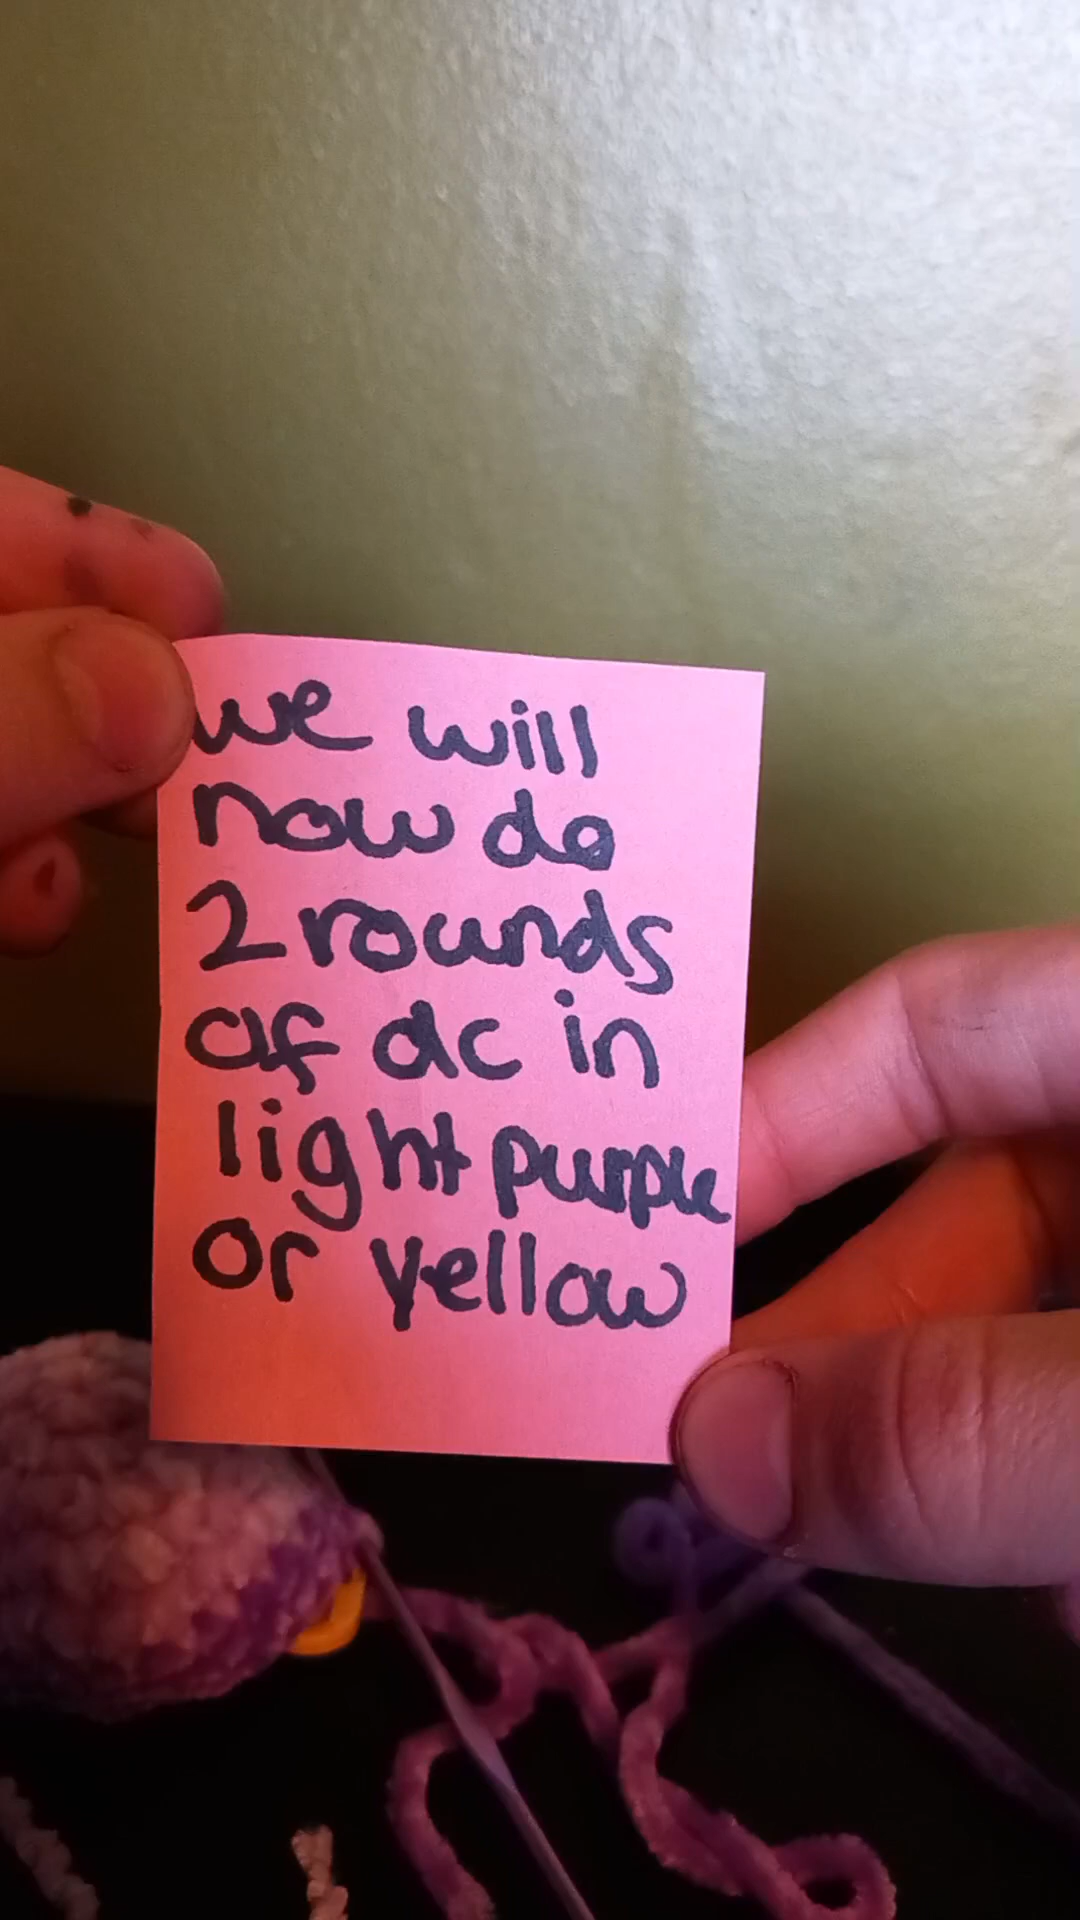 we will
now do
2 rounds
of dc in
light purple
or yellow